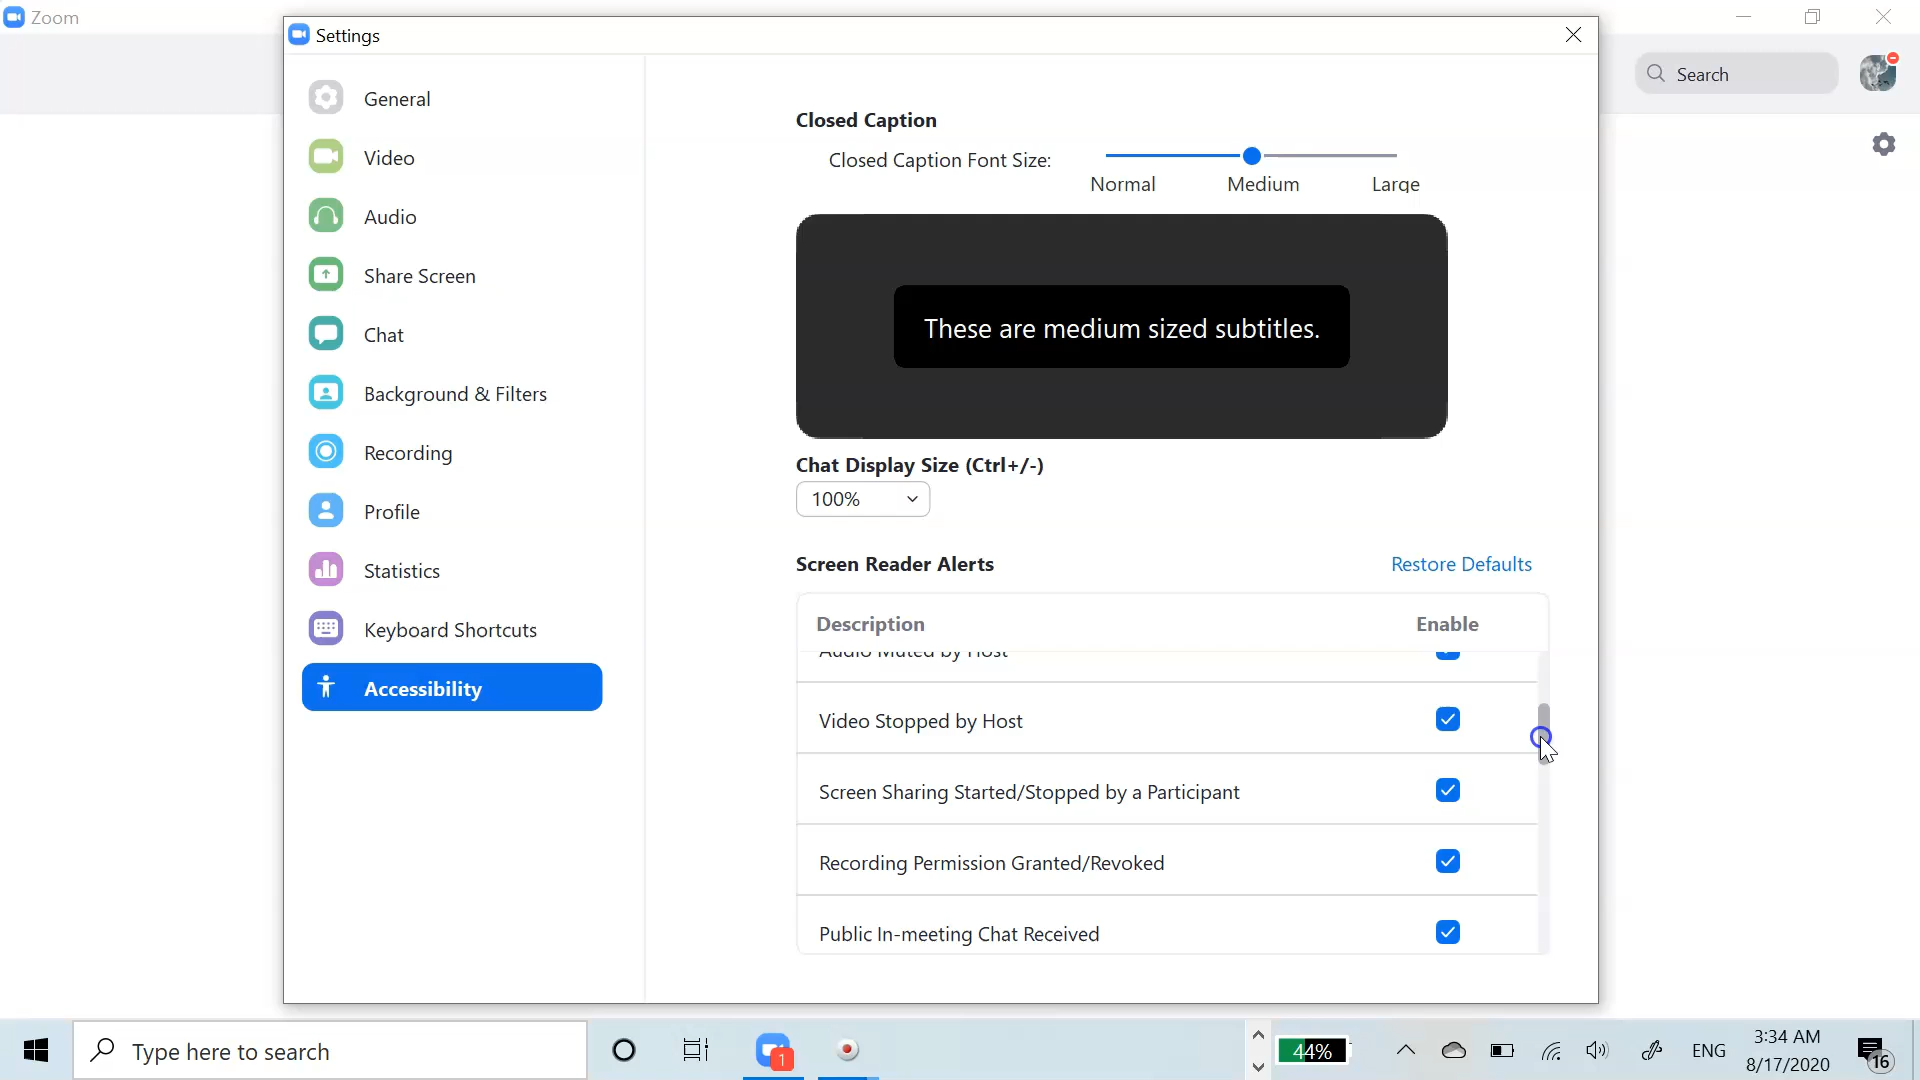 Zoom
Settings
Search
General
Video
Audio
Share Screen
Chat
Background & Filters
Recording
Profile
Statistics
Keyboard Shortcuts
Accessibility
Closed Caption
Closed Caption Font Size:
Normal Medium Large
These are medium sized subtitles.
Chat Display Size (Ctrl+/-)
100%
Screen Reader Alerts Restore Defaults
Description Enable
Audio Muted by Host
Video Stopped by Host
Screen Sharing Started/Stopped by a Participant
Recording Permission Granted/Revoked
Public In-meeting Chat Received
Type here to search
1
44%
ENG
3:34 AM
8/17/2020
16